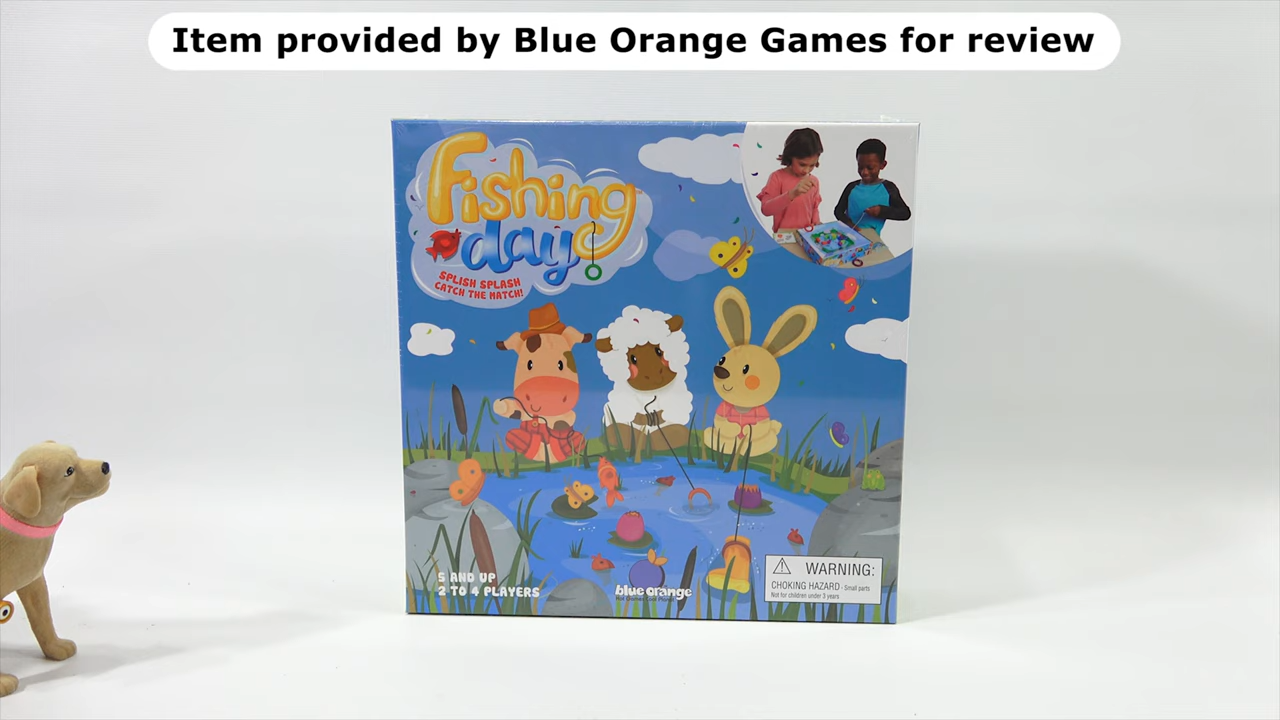 Item provided by Blue Orange Games for review
Fishing
day
SPLISH SPLASH
CATCH THE MATCH!
5 AND UP
2 TO 4 PLAYERS
blue orange
WARNING:
CHOKING HAZARD - Small parts
Not for children under 3 years